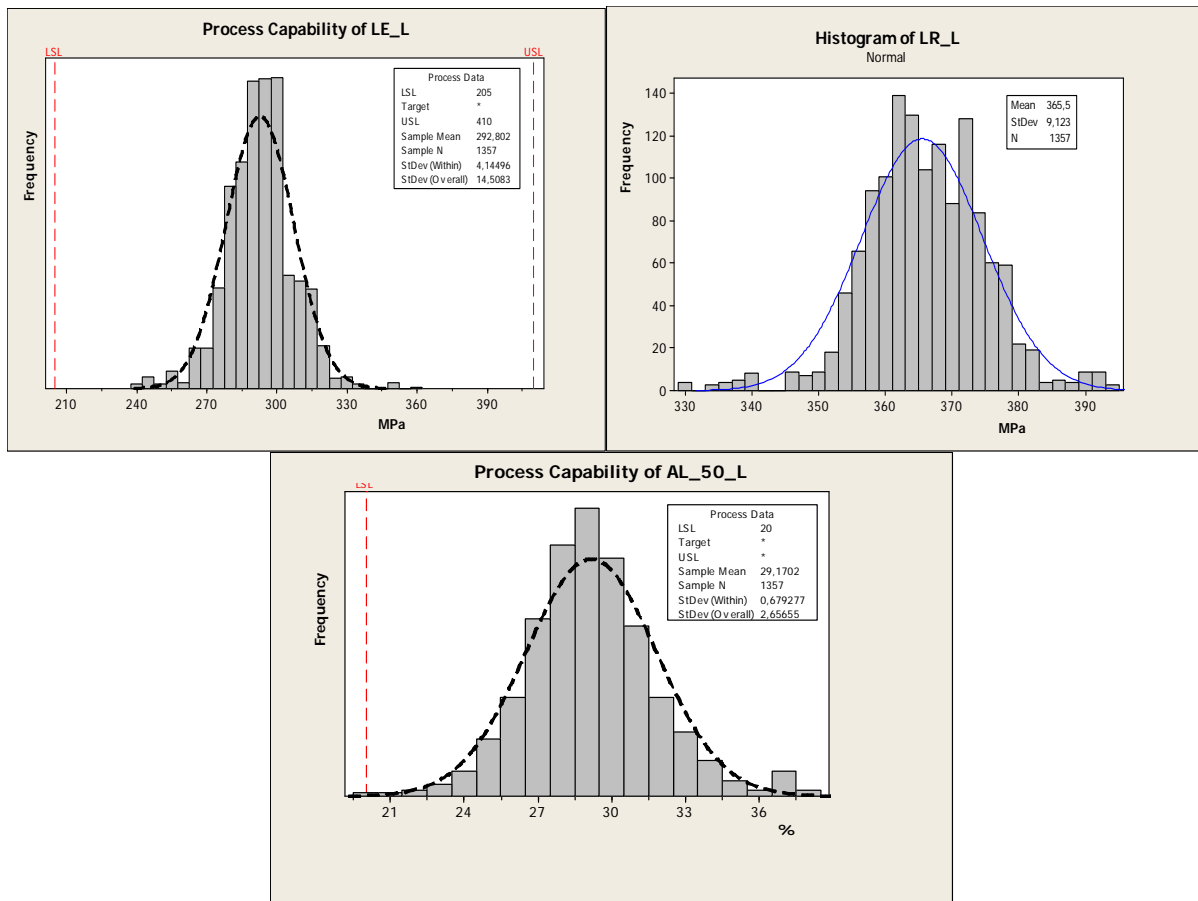 Process Capability of LE_L
LSL
USL
Process Data
LSL 205
Target *
USL 410
Sample Mean 292,802
Sample N 1357
StDev (Within) 4,14496
StDev (Overall) 14,5083
Frequency
210 240 270 300 330 360 390
MPa
Histogram of LR_L
Normal
Mean 365,5
StDev 9,123
N 1357
Frequency
140
120
100
80
60
40
20
0
330 340 350 360 370 380 390
MPa
Process Capability of AL_50_L
LSL
Process Data
LSL 20
Target *
USL *
Sample Mean 29,1702
Sample N 1357
StDev (Within) 0,679277
StDev (Overall) 2,65655
Frequency
21 24 27 30 33 36
%